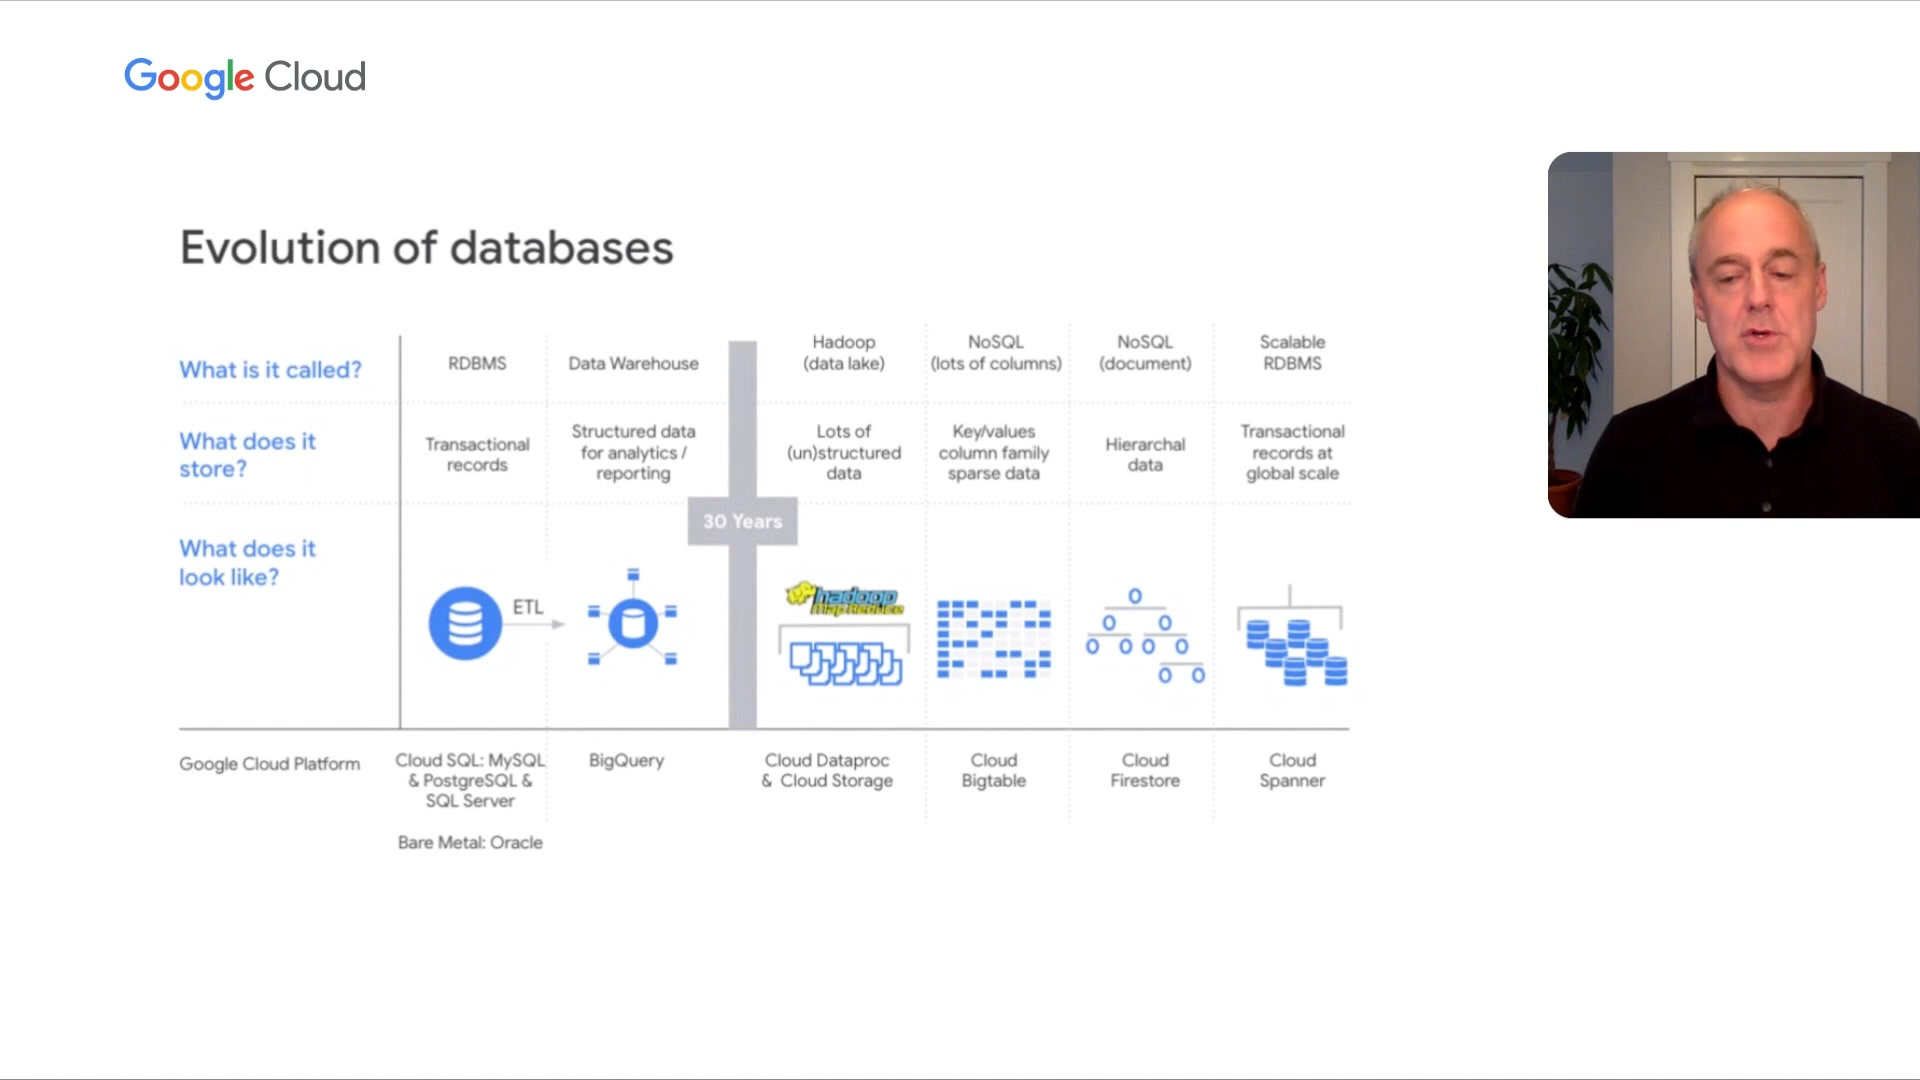 Google Cloud
Evolution of databases
What is it called?
RDBMS
Data Warehouse
Hadoop
(data lake)
NoSQL
(lots of columns)
NoSQL
(document)
Scalable
RDBMS
What does it
store?
Transactional
records
Structured data
for analytics /
reporting
Lots of
(un)structured
data
Key/values
column family
sparse data
Hierarchal
data
Transactional
records at
global scale
30 Years
What does it
look like?
ETL
hadoop
MapReduce
Google Cloud Platform
Cloud SQL: MySQL
& PostgreSQL &
SQL Server
Bare Metal: Oracle
BigQuery
Cloud Dataproc
& Cloud Storage
Cloud
Bigtable
Cloud
Firestore
Cloud
Spanner